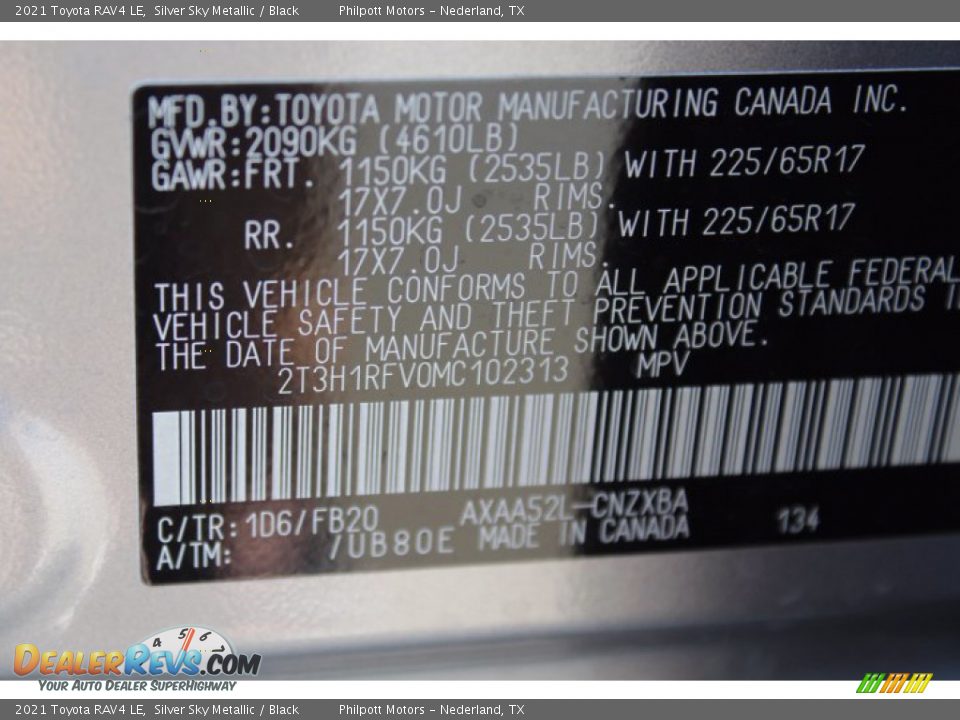 2021 Toyota RAV4 LE, Silver Sky Metallic / Black Philpott Motors - Nederland, TX
MFD.BY:TOYOTA MOTOR MANUFACTURING CANADA INC.
GVWR:2090KG (4610LB)
GAWR:FRT. 1150KG (2535LB) WITH 225/65R17
17X7.0J RIMS.
RR. 1150KG (2535LB) WITH 225/65R17
17X7.0J RIMS.
THIS VEHICLE CONFORMS TO ALL APPLICABLE FEDERAL
VEHICLE SAFETY AND THEFT PREVENTION STANDARDS
THE DATE OF MANUFACTURE SHOWN ABOVE.
2T3H1RFV0MC102313 MPV
C/TR:1D6/FB20 AXAA52L-CNZXBA 134
A/TM: /UB80E MADE IN CANADA
4 5 6
DEALERREVS.COM
YOUR AUTO DEALER SUPERHIGHWAY
2021 Toyota RAV4 LE, Silver Sky Metallic / Black Philpott Motors - Nederland, TX